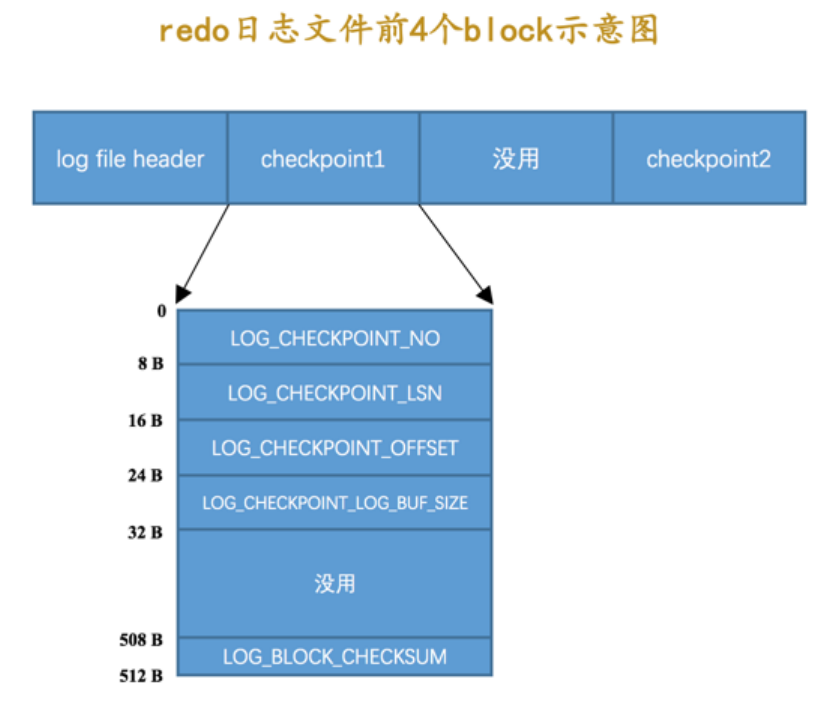 redo日志文件前4个block示意图
log file header
checkpoint1
没用
checkpoint2
0
LOG_CHECKPOINT_NO
8 B
LOG_CHECKPOINT_LSN
16 B
LOG_CHECKPOINT_OFFSET
24 B
LOG_CHECKPOINT_LOG_BUF_SIZE
32 B
没用
508 B
LOG_BLOCK_CHECKSUM
512 B